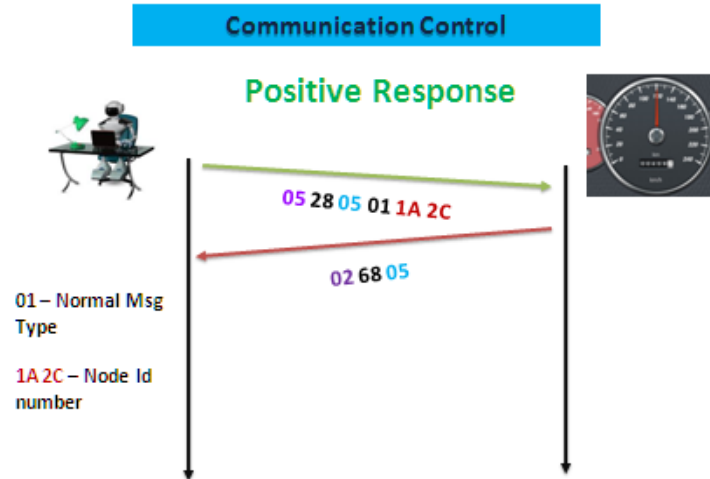 Communication Control
Positive Response
05 28 05 01 1A 2C
02 68 05
01 – Normal Msg
Type
1A 2C – Node Id
number